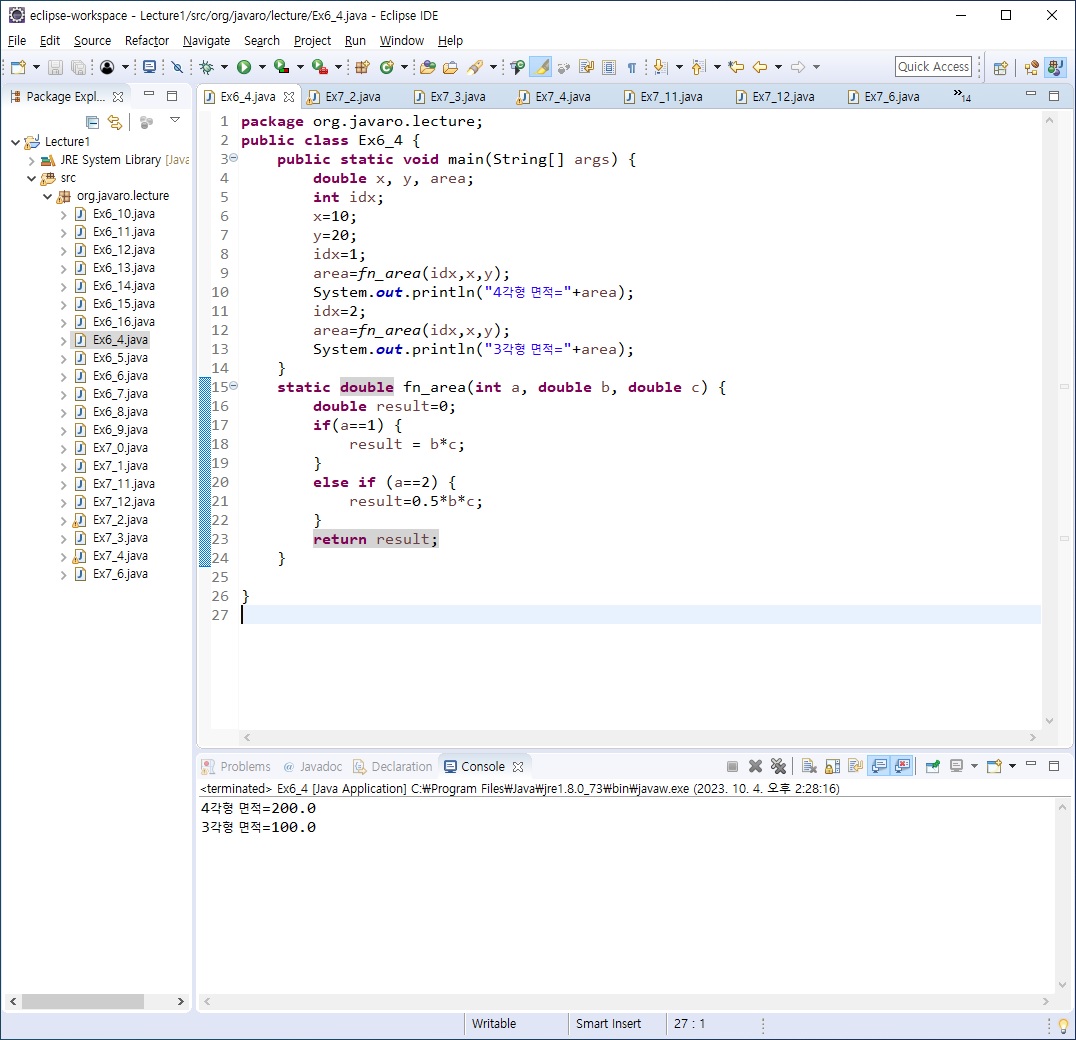 eclipse-workspace - Lecture1/src/org/javaro/lecture/Ex6_4.java - Eclipse IDE
File Edit Source Refactor Navigate Search Project Run Window Help
Quick Access
Package Expl...
Lecture1
JRE System Library [Java
src
org.javaro.lecture
Ex6_10.java
Ex6_11.java
Ex6_12.java
Ex6_13.java
Ex6_14.java
Ex6_15.java
Ex6_16.java
Ex6_4.java
Ex6_5.java
Ex6_6.java
Ex6_7.java
Ex6_8.java
Ex6_9.java
Ex7_0.java
Ex7_1.java
Ex7_11.java
Ex7_12.java
Ex7_2.java
Ex7_3.java
Ex7_4.java
Ex7_6.java
Ex6_4.java Ex7_2.java Ex7_3.java Ex7_4.java Ex7_11.java Ex7_12.java Ex7_6.java »14
1 package org.javaro.lecture;
2 public class Ex6_4 {
3 public static void main(String[] args) {
4 double x, y, area;
5 int idx;
6 x=10;
7 y=20;
8 idx=1;
9 area=fn_area(idx,x,y);
10 System.out.println("4각형 면적="+area);
11 idx=2;
12 area=fn_area(idx,x,y);
13 System.out.println("3각형 면적="+area);
14 }
15 static double fn_area(int a, double b, double c) {
16 double result=0;
17 if(a==1) {
18 result = b*c;
19 }
20 else if (a==2) {
21 result=0.5*b*c;
22 }
23 return result;
24 }
25
26 }
27
Problems @ Javadoc Declaration Console
<terminated> Ex6_4 [Java Application] C:₩Program Files₩Java₩jre1.8.0_73₩bin₩javaw.exe (2023. 10. 4. 오후 2:28:16)
4각형 면적=200.0
3각형 면적=100.0
Writable Smart Insert 27 : 1